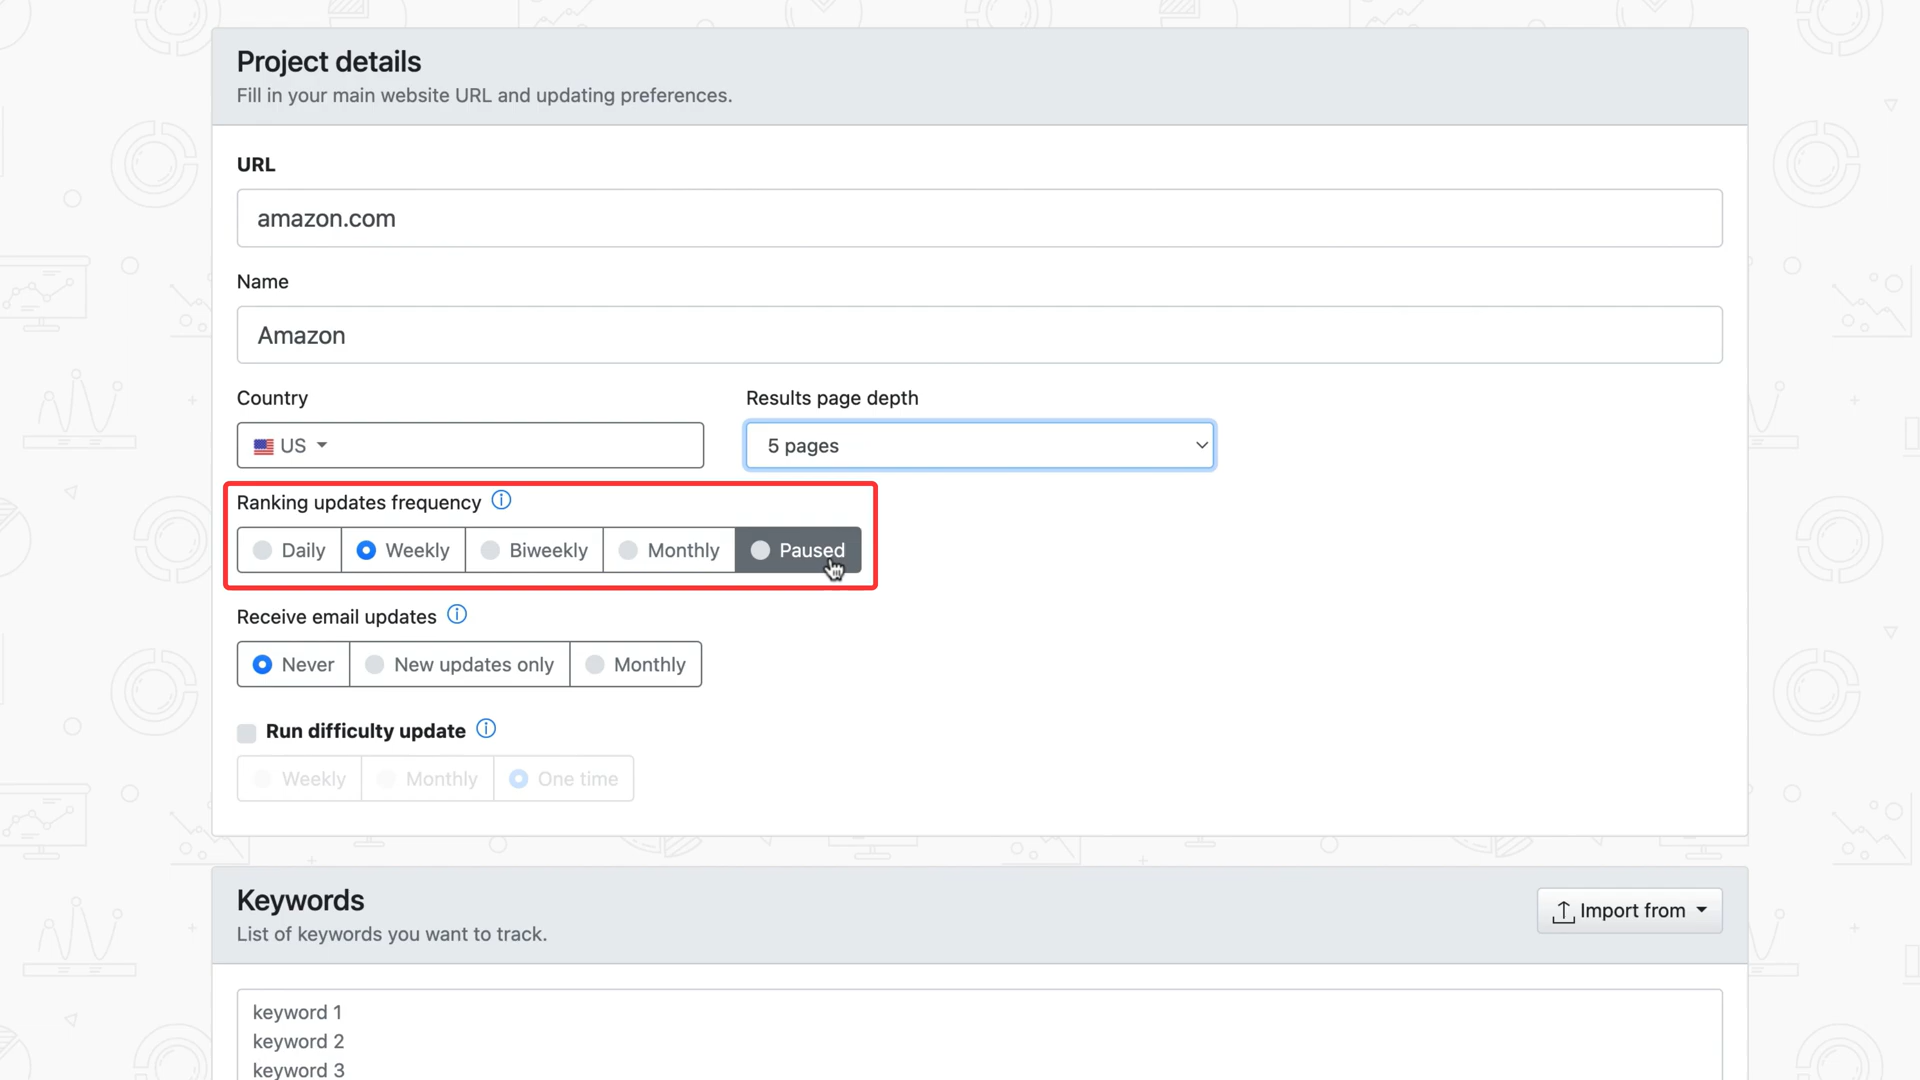 Project details
Fill in your main website URL and updating preferences.
URL
amazon.com
Name
Amazon
Country
Results page depth
US
5 pages
Ranking updates frequency
Daily
Weekly
Biweekly
Monthly
Paused
Receive email updates
Never
New updates only
Monthly
Run difficulty update
Weekly
Monthly
One time
Keywords
List of keywords you want to track.
Import from
keyword 1
keyword 2
keyword 3